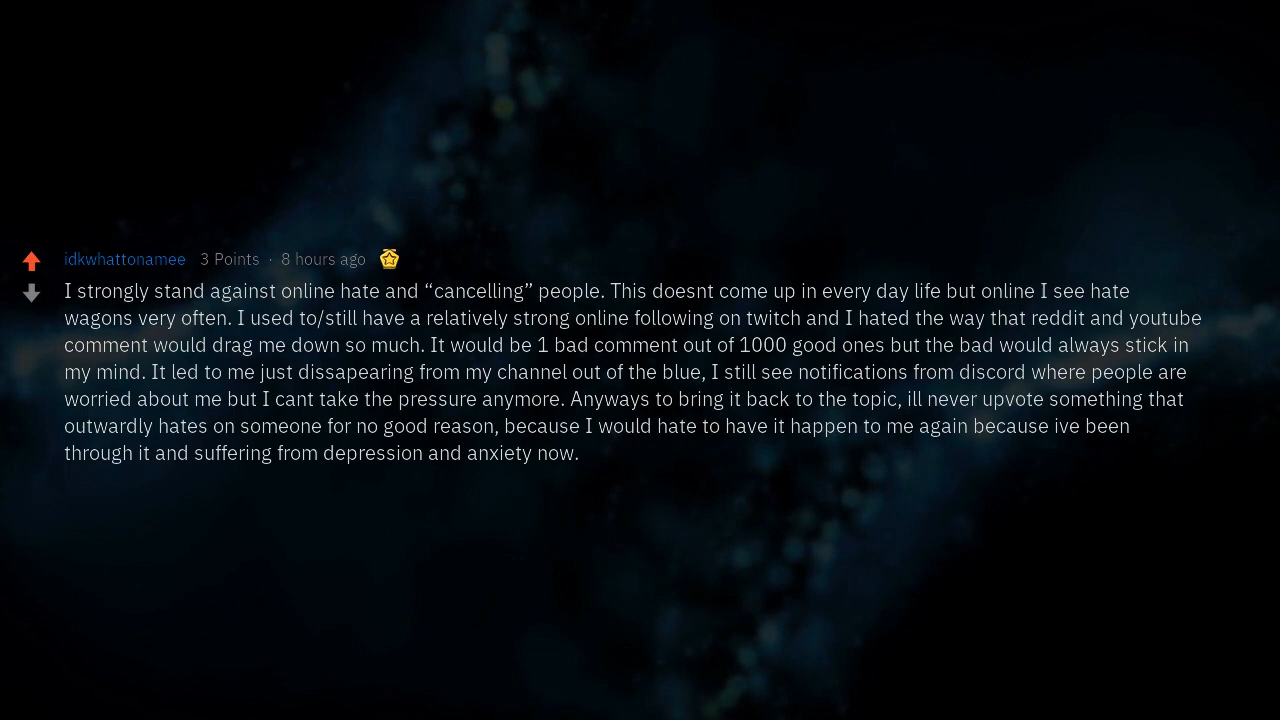 idkwhattonamee 3 Points · 8 hours ago
I strongly stand against online hate and “cancelling” people. This doesnt come up in every day life but online I see hate
wagons very often. I used to/still have a relatively strong online following on twitch and I hated the way that reddit and youtube
comment would drag me down so much. It would be 1 bad comment out of 1000 good ones but the bad would always stick in
my mind. It led to me just dissapearing from my channel out of the blue, I still see notifications from discord where people are
worried about me but I cant take the pressure anymore. Anyways to bring it back to the topic, ill never upvote something that
outwardly hates on someone for no good reason, because I would hate to have it happen to me again because ive been
through it and suffering from depression and anxiety now.